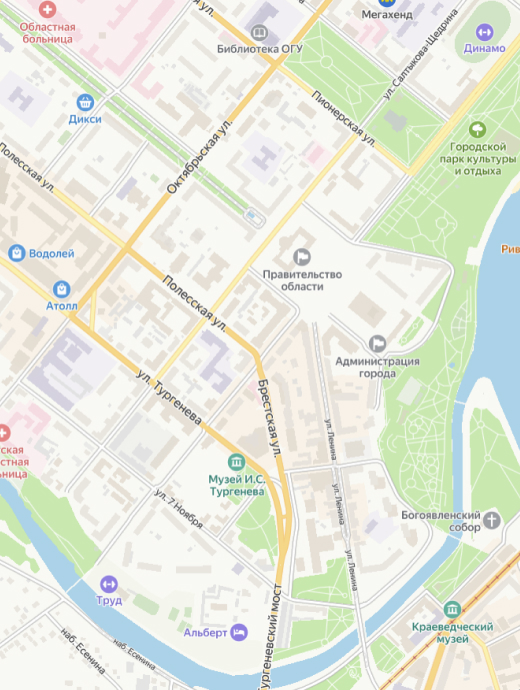 Областная
больница
ул.
Мегахенд
Библиотека ОГУ
ул. Салтыкова-Щедрина
Динамо
Дикси
Пионерская ул.
Октябрьская ул.
Городской
парк культуры
и отдыха
Полесская ул.
Водолей
Рив
Правительство
области
Атолл
Полесская ул.
Администрация
города
ул. Тургенева
Брестская ул.
ул. Ленина
Музей И.С.
Тургенева
ул. 7 Ноября
ул. Ленина
Богоявленский
собор
ул. Ленина
Труд
Альберт
Тургеневский мост
Краеведческий
музей
наб. Есенина
наб. Есенина